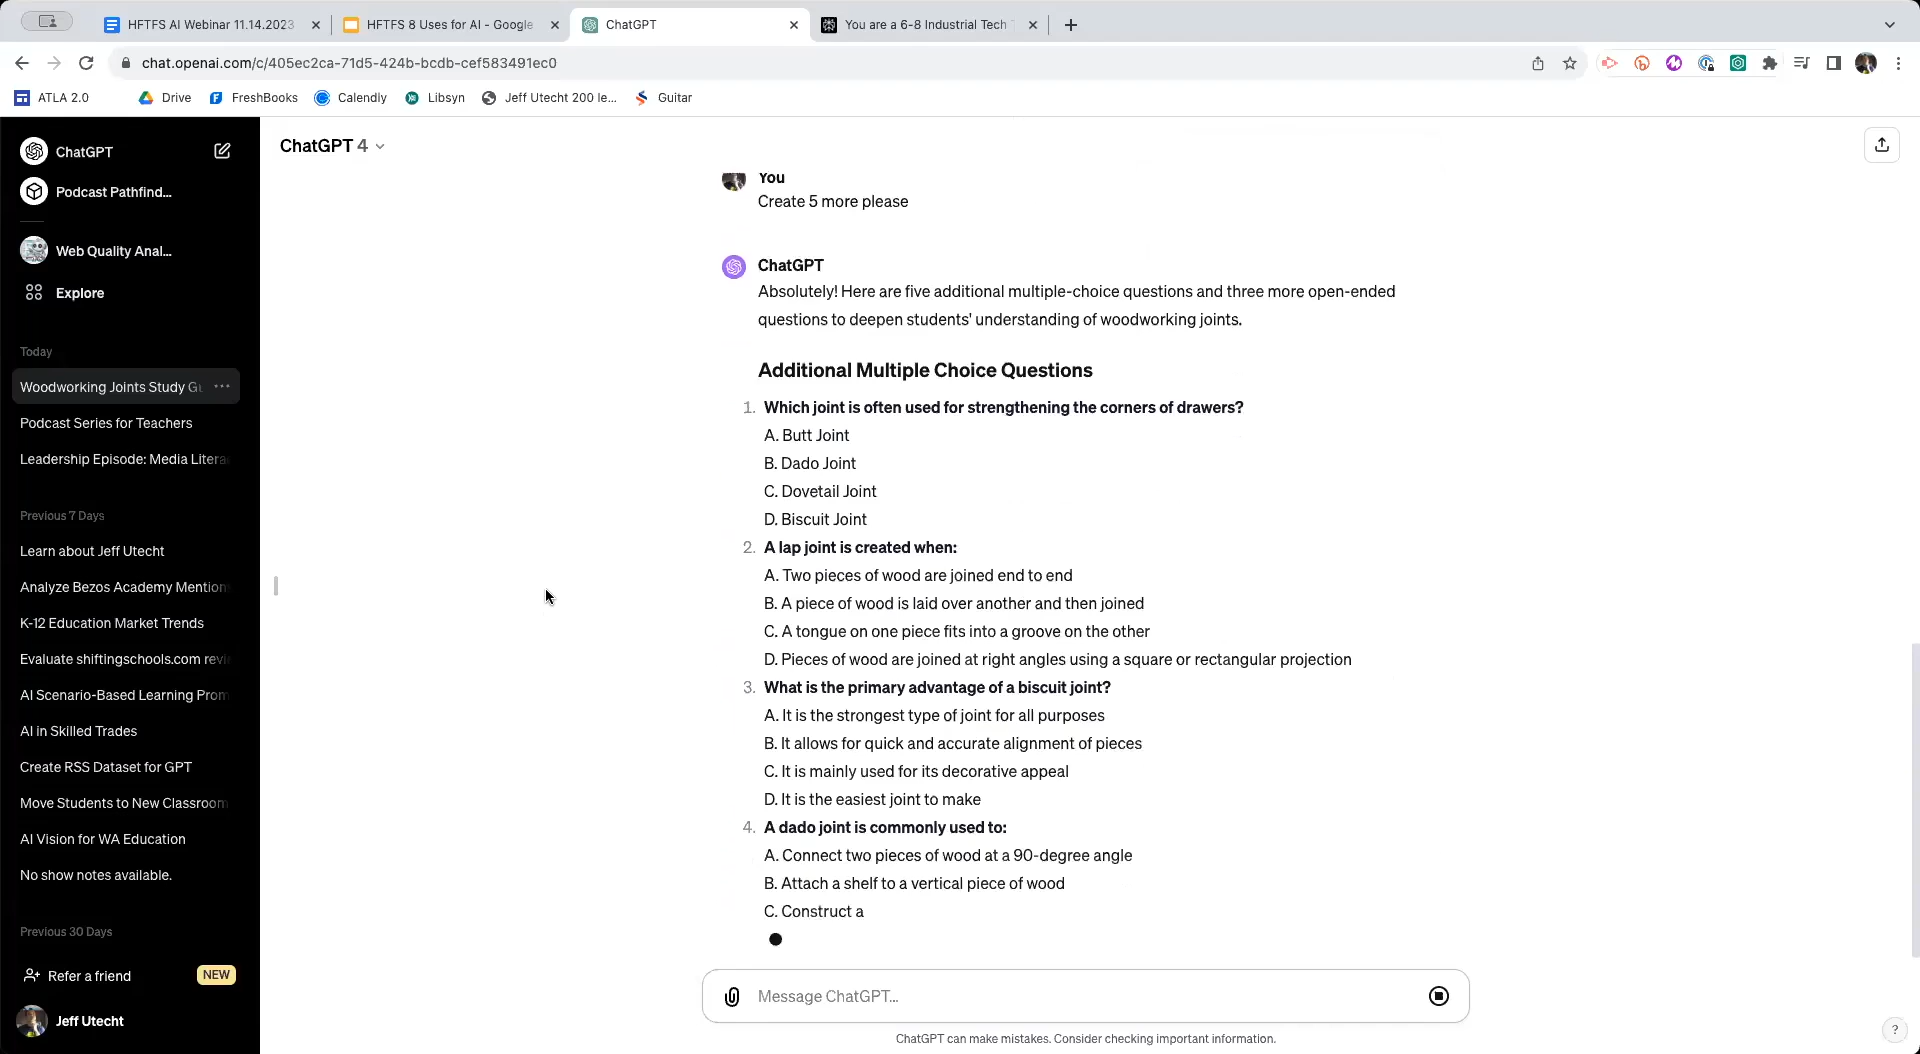 HFTFS AI Webinar 11.14.2023
HFTFS 8 Uses for AI - Google
ChatGPT
You are a 6-8 Industrial Tech
chat.openai.com/c/405ec2ca-71d5-424b-bcdb-cef583491ec0
ATLA 2.0
Drive
FreshBooks
Calendly
Libsyn
Jeff Utecht 200 le...
Guitar
ChatGPT
Podcast Pathfind...
Web Quality Anal...
Explore
Today
Woodworking Joints Study Gu
Podcast Series for Teachers
Leadership Episode: Media Litera
Previous 7 Days
Learn about Jeff Utecht
Analyze Bezos Academy Mention
K-12 Education Market Trends
Evaluate shiftingschools.com revi
AI Scenario-Based Learning Prom
AI in Skilled Trades
Create RSS Dataset for GPT
Move Students to New Classroom
AI Vision for WA Education
No show notes available.
Previous 30 Days
Refer a friend
NEW
Jeff Utecht
ChatGPT 4
You
Create 5 more please
ChatGPT
Absolutely! Here are five additional multiple-choice questions and three more open-ended
questions to deepen students' understanding of woodworking joints.
Additional Multiple Choice Questions
1. Which joint is often used for strengthening the corners of drawers?
A. Butt Joint
B. Dado Joint
C. Dovetail Joint
D. Biscuit Joint
2. A lap joint is created when:
A. Two pieces of wood are joined end to end
B. A piece of wood is laid over another and then joined
C. A tongue on one piece fits into a groove on the other
D. Pieces of wood are joined at right angles using a square or rectangular projection
3. What is the primary advantage of a biscuit joint?
A. It is the strongest type of joint for all purposes
B. It allows for quick and accurate alignment of pieces
C. It is mainly used for its decorative appeal
D. It is the easiest joint to make
4. A dado joint is commonly used to:
A. Connect two pieces of wood at a 90-degree angle
B. Attach a shelf to a vertical piece of wood
C. Construct a
Message ChatGPT...
ChatGPT can make mistakes. Consider checking important information.
?